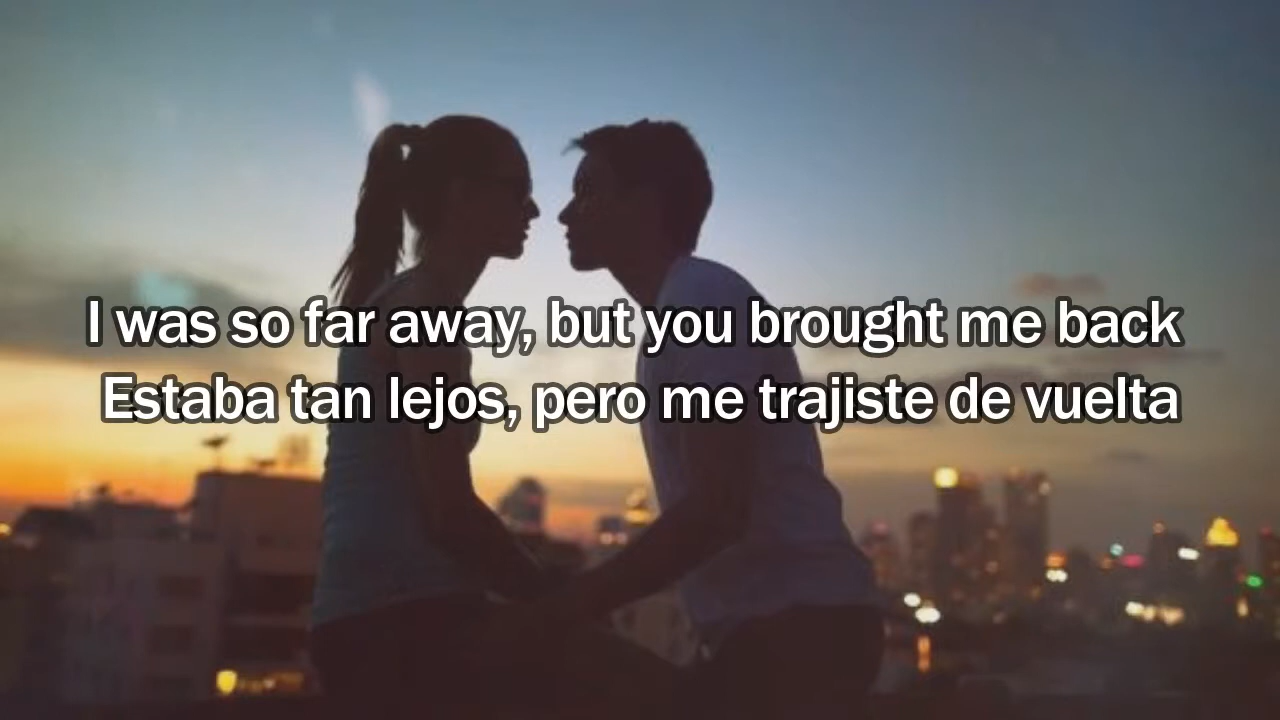 I was so far away, but you brought me back
Estaba tan lejos, pero me trajiste de vuelta